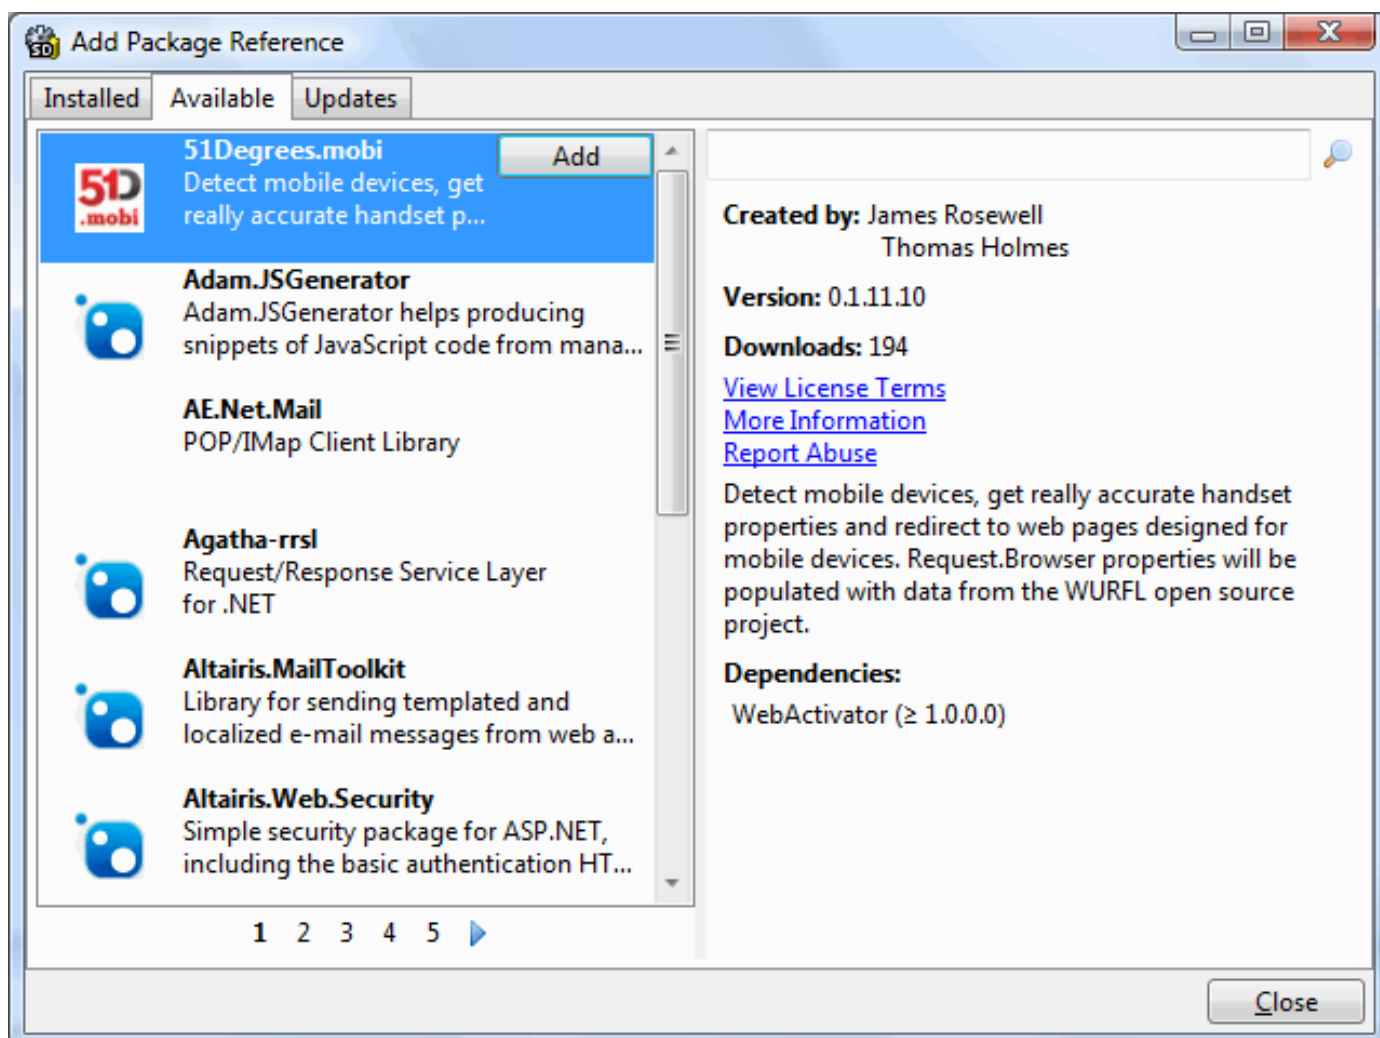 SD
Add Package Reference
Installed
Available
Updates
51D
.mobi
51Degrees.mobi
Add
Detect mobile devices, get
really accurate handset p...
Adam.JSGenerator
Adam.JSGenerator helps producing
snippets of JavaScript code from mana...
AE.Net.Mail
POP/IMap Client Library
Agatha-rrsl
Request/Response Service Layer
for .NET
Altairis.MailToolkit
Library for sending templated and
localized e-mail messages from web a...
Altairis.Web.Security
Simple security package for ASP.NET,
including the basic authentication HT...
1 2 3 4 5
Created by: James Rosewell
Thomas Holmes
Version: 0.1.11.10
Downloads: 194
View License Terms
More Information
Report Abuse
Detect mobile devices, get really accurate handset
properties and redirect to web pages designed for
mobile devices. Request.Browser properties will be
populated with data from the WURFL open source
project.
Dependencies:
WebActivator (≥ 1.0.0.0)
Close